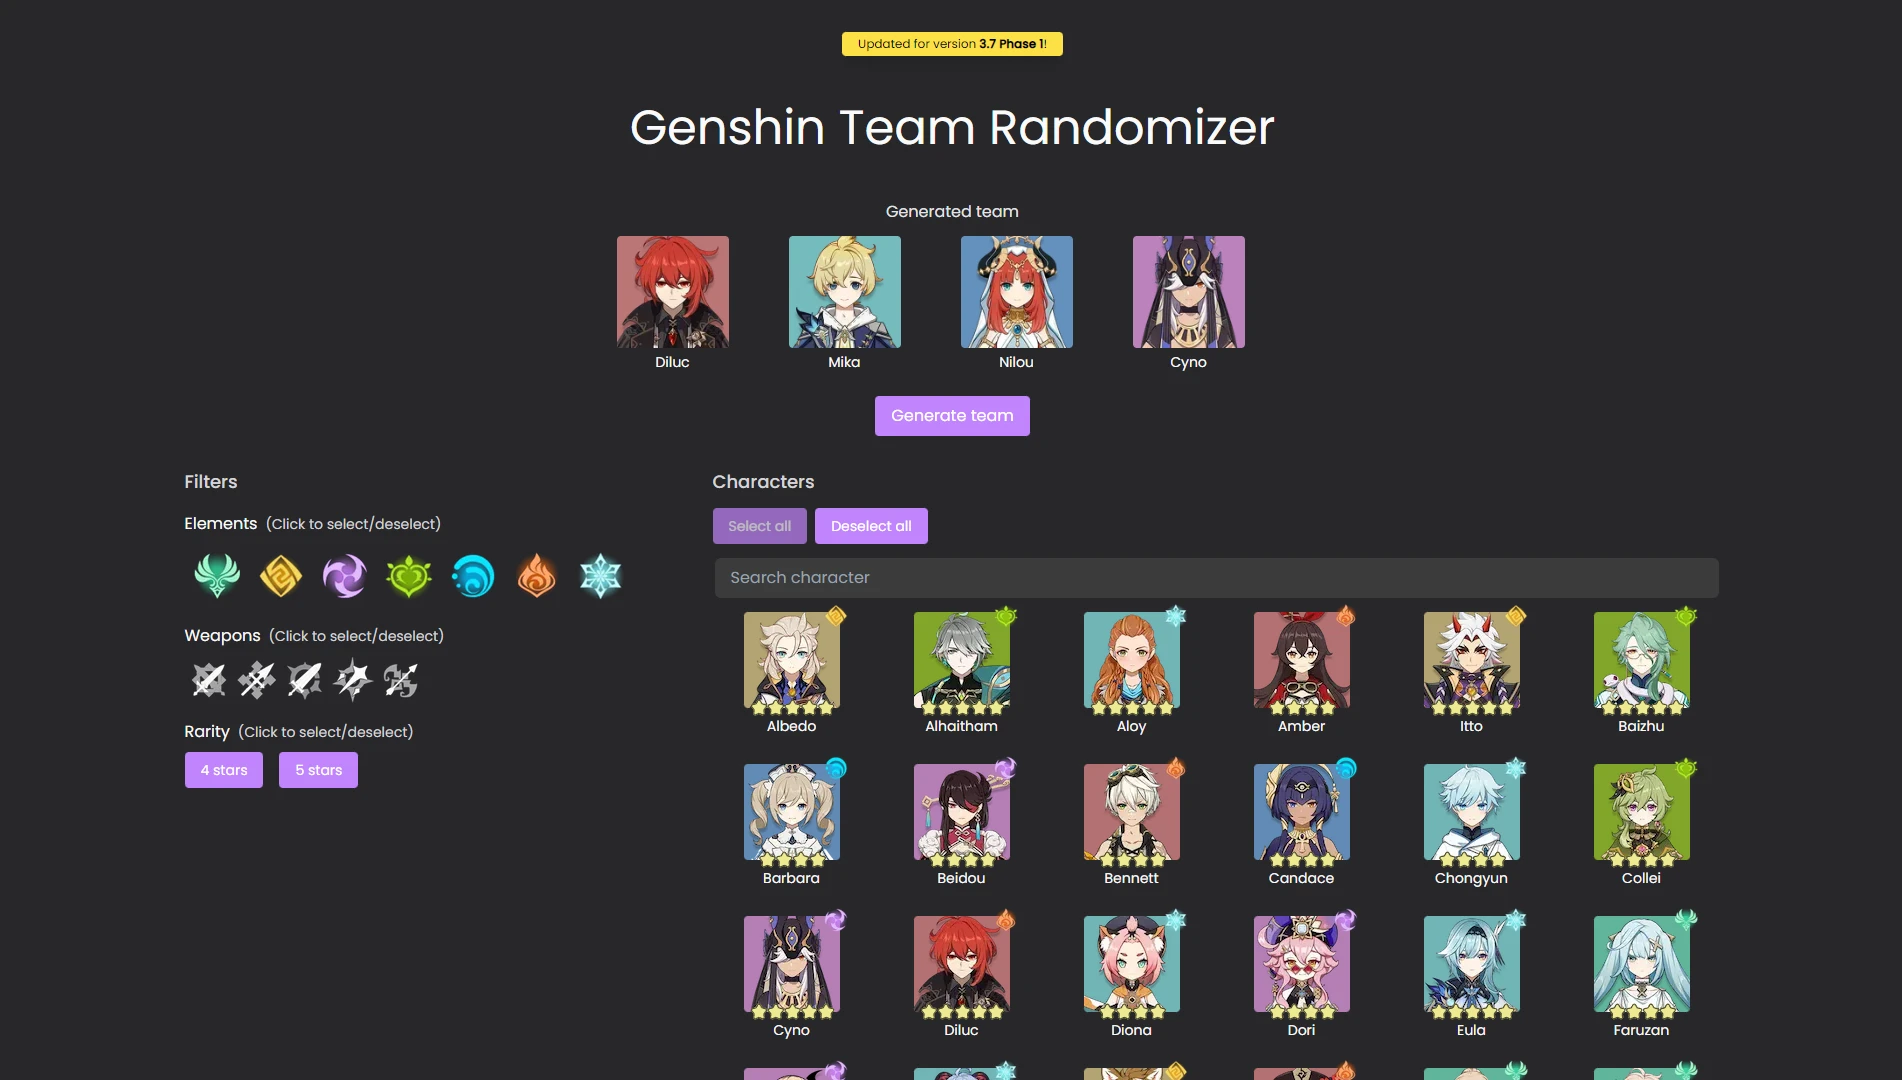 Updated for version 3.7 Phase 1!
Genshin Team Randomizer
Generated team
Diluc
Mika
Nilou
Cyno
Generate team
Filters
Elements (Click to select/deselect)
Weapons (Click to select/deselect)
Rarity (Click to select/deselect)
4 stars
5 stars
Characters
Select all
Deselect all
Search character
Albedo
Alhaitham
Aloy
Amber
Itto
Baizhu
Barbara
Beidou
Bennett
Candace
Chongyun
Collei
Cyno
Diluc
Diona
Dori
Eula
Faruzan